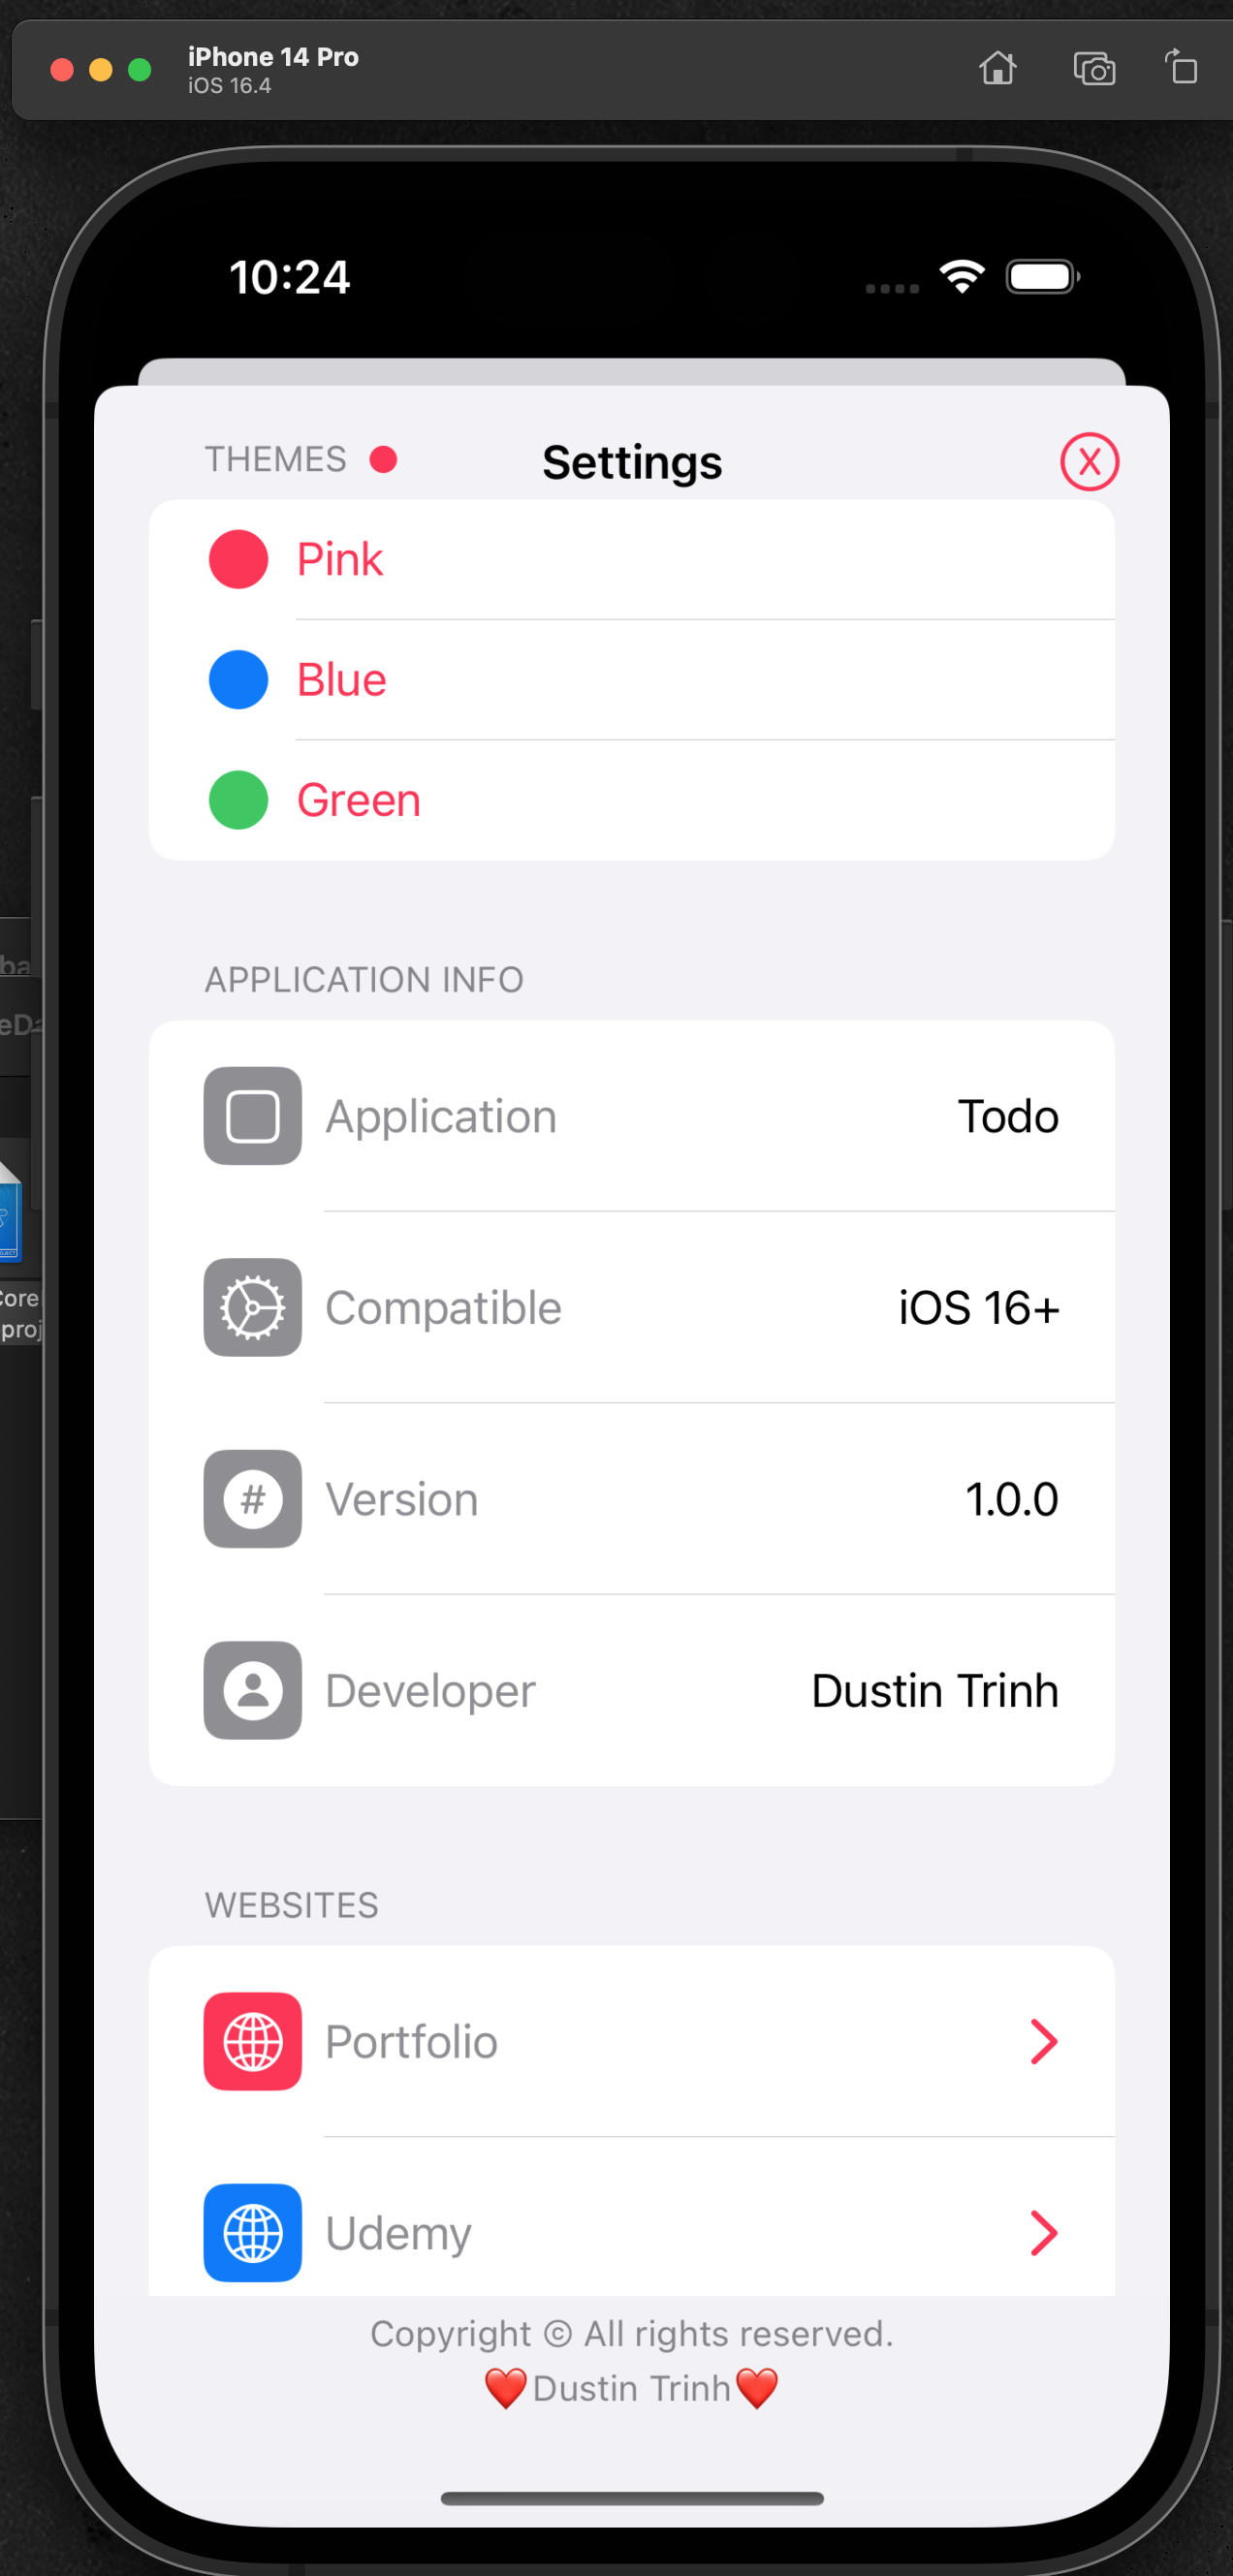 iPhone 14 Pro
iOS 16.4
10:24
THEMES
Settings
X
Pink
Blue
Green
APPLICATION INFO
Application Todo
Compatible iOS 16+
# Version 1.0.0
Developer Dustin Trinh
WEBSITES
Portfolio
Udemy
Copyright © All rights reserved.
❤️Dustin Trinh❤️